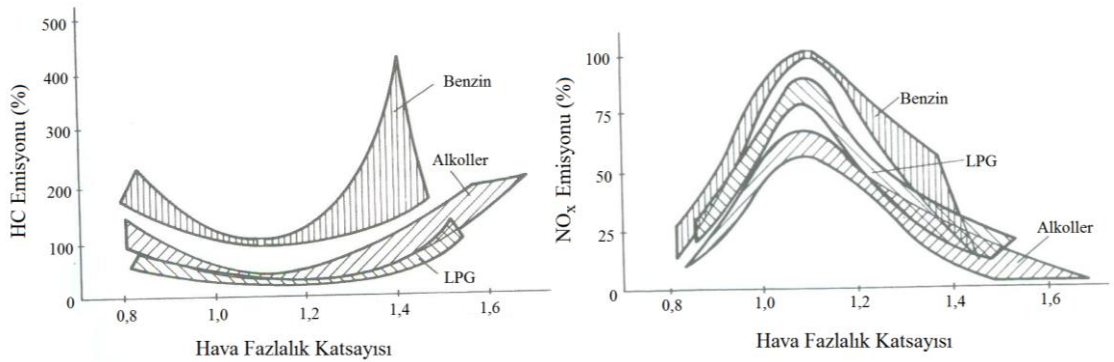 HC Emisyonu (%)
500
400
300
200
100
0
Benzin
Alkoller
LPG
0,8
1,0
1,2
1,4
1,6
Hava Fazlalık Katsayısı
NOx Emisyonu (%)
100
75
50
25
0
Benzin
LPG
Alkoller
0,8
1,0
1,2
1,4
1,6
Hava Fazlalık Katsayısı